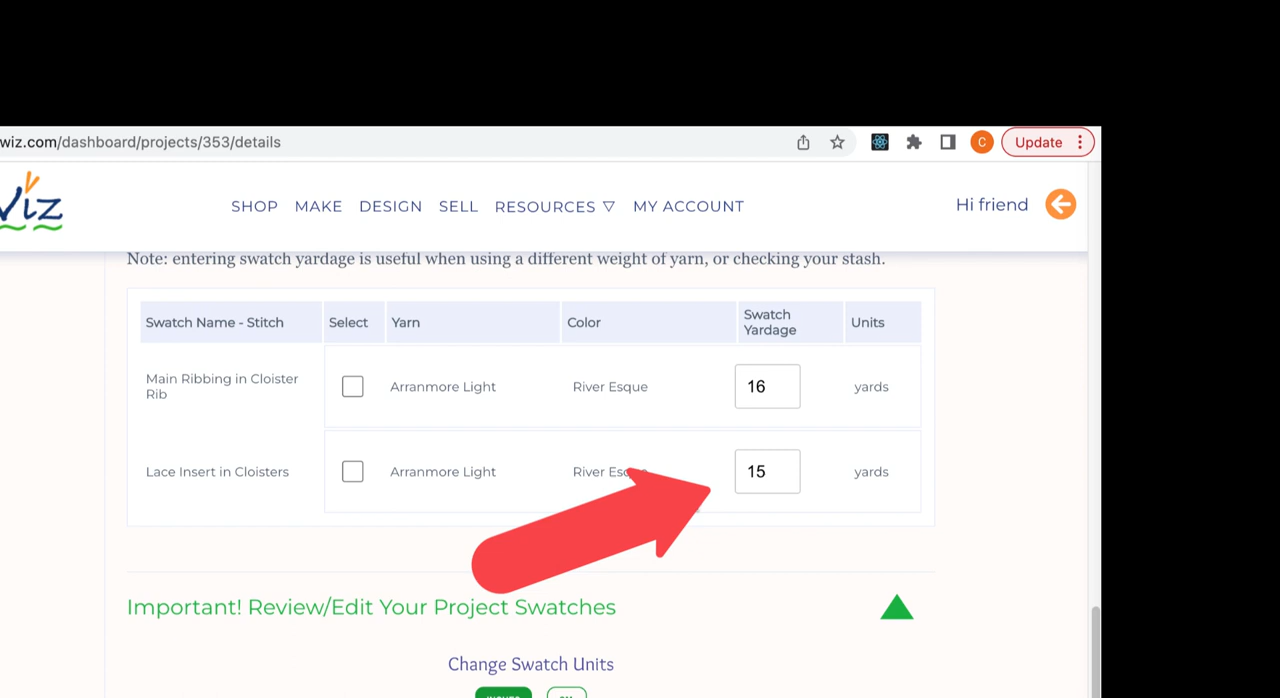 wiz.com/dashboard/projects/353/details
C
Update
Viz
SHOP MAKE DESIGN SELL RESOURCES ▽ MY ACCOUNT
Hi friend
Note: entering swatch yardage is useful when using a different weight of yarn, or checking your stash.
Swatch Name - Stitch Select Yarn Color Swatch Yardage Units
Main Ribbing in Cloister
Rib
Arranmore Light River Esque 16 yards
Lace Insert in Cloisters Arranmore Light River 15 yards
Important! Review/Edit Your Project Swatches
Change Swatch Units